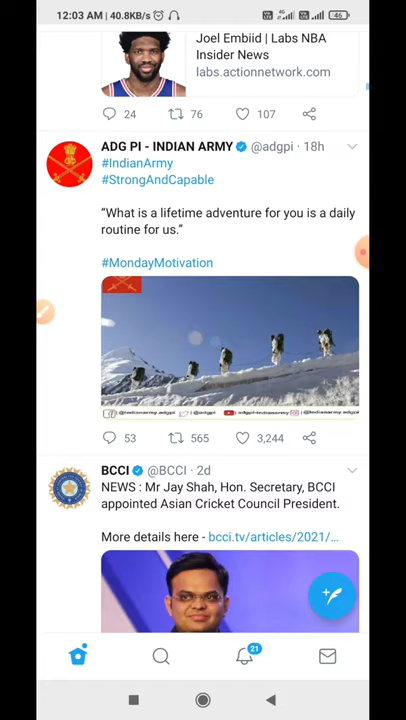 12:03 AM | 40.8KB/s
4G
46
Joel Embiid | Labs NBA
Insider News
labs.actionnetwork.com
24 76 107
ADG PI - INDIAN ARMY @adgpi · 18h
#IndianArmy
#StrongAndCapable
“What is a lifetime adventure for you is a daily
routine for us.”
#MondayMotivation
@indianarmy.adgpi @adgpi adgpi-indianarmy @indianarmy.adgpi
53 565 3,244
BCCI @BCCI · 2d
NEWS : Mr Jay Shah, Hon. Secretary, BCCI
appointed Asian Cricket Council President.
More details here - bcci.tv/articles/2021/…
21